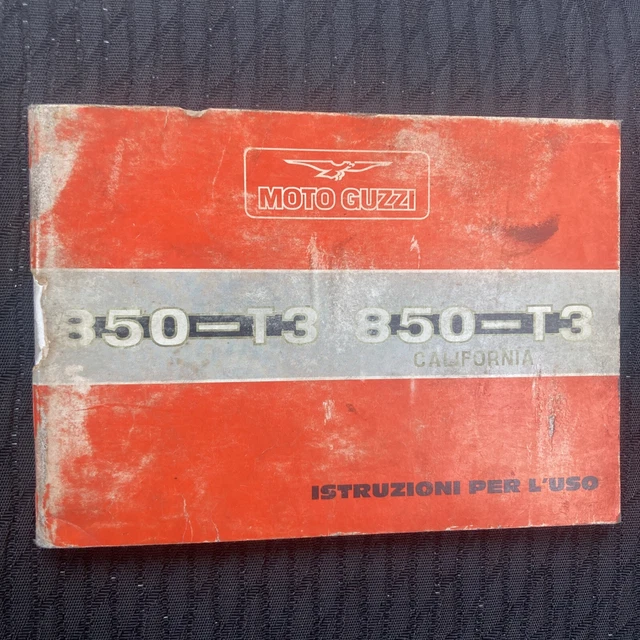 MOTO GUZZI
850-T3 850-T3
CALIFORNIA
ISTRUZIONI PER L'USO